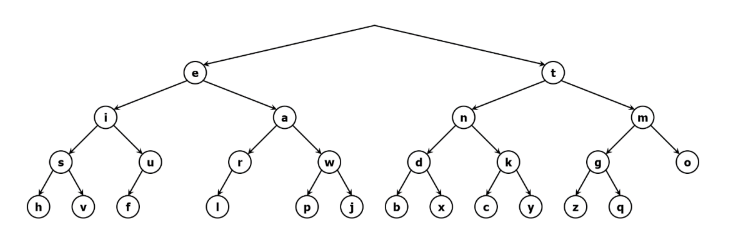 e t
i a n m
s u r w d k g o
h v f l p j b x c y z q